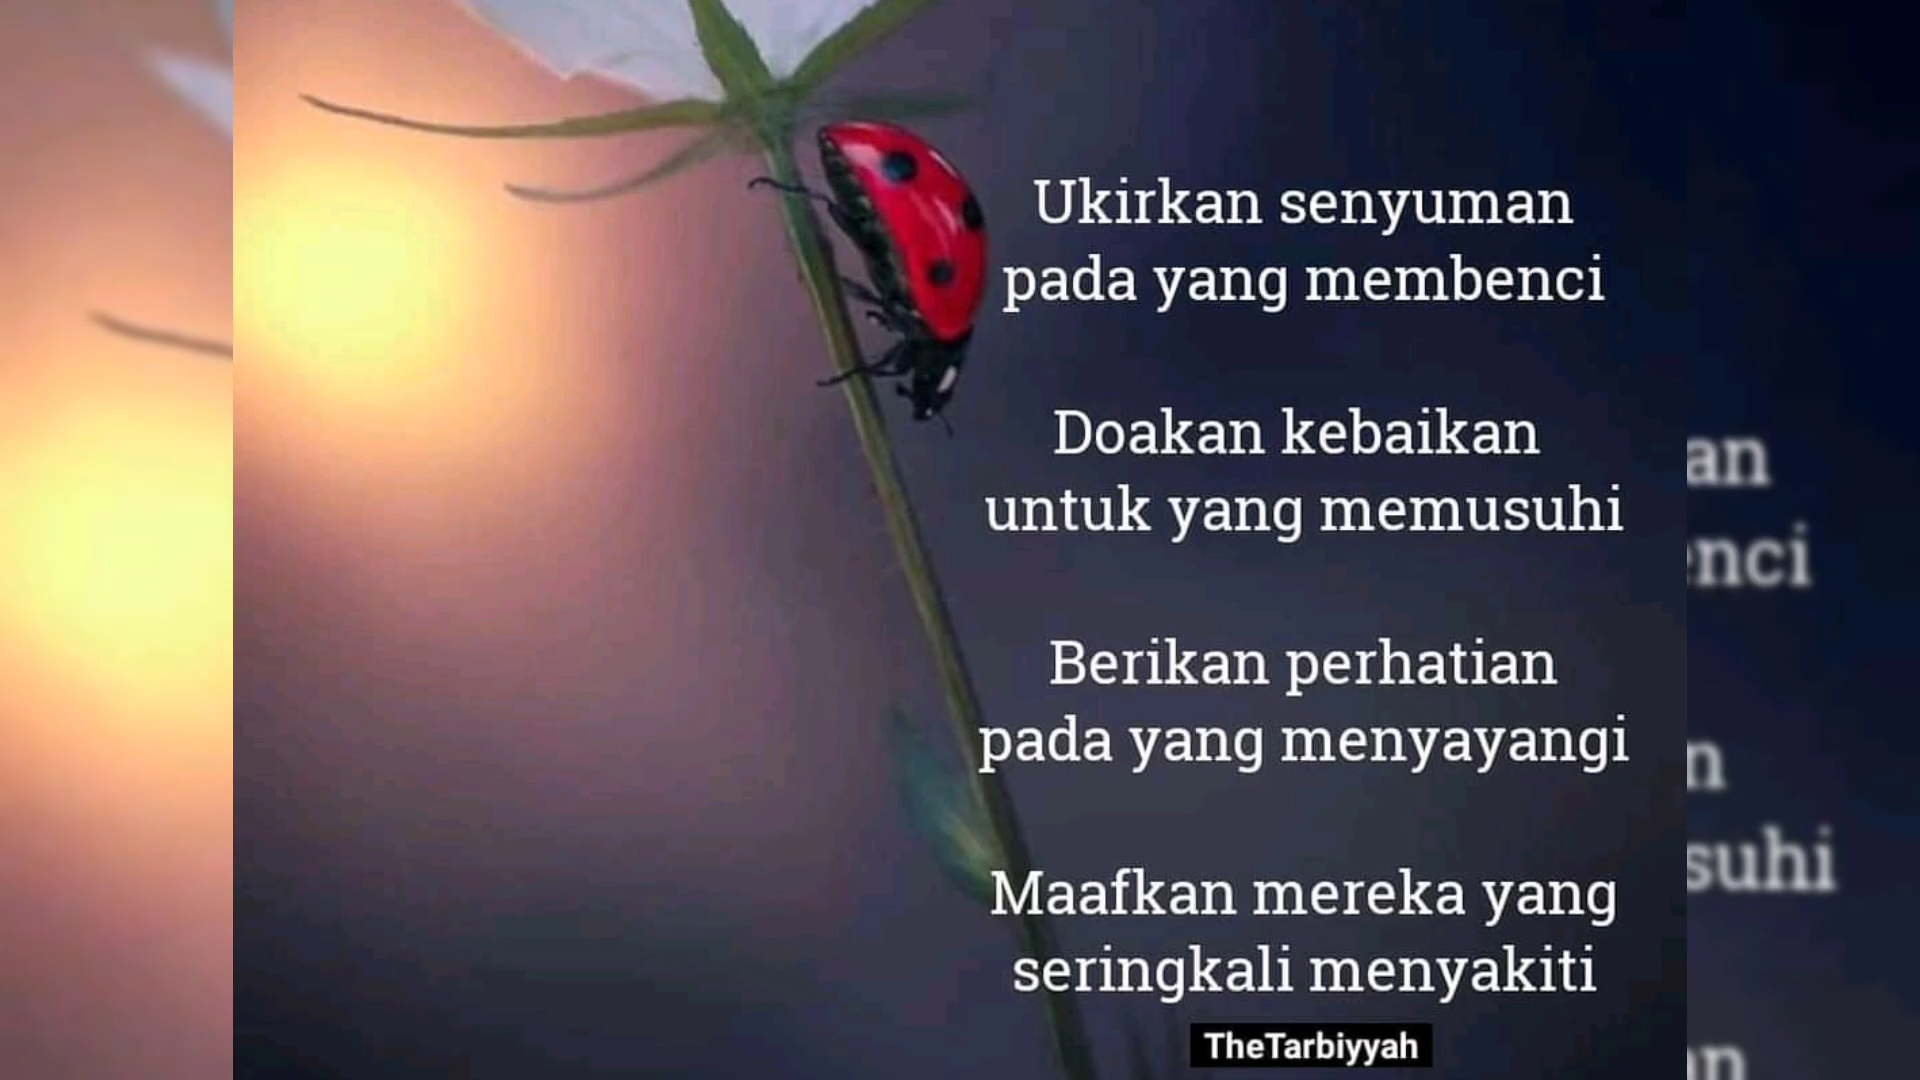 Ukirkan senyuman
pada yang membenci
Doakan kebaikan
untuk yang memusuhi
Berikan perhatian
pada yang menyayangi
Maafkan mereka yang
seringkali menyakiti
TheTarbiyyah